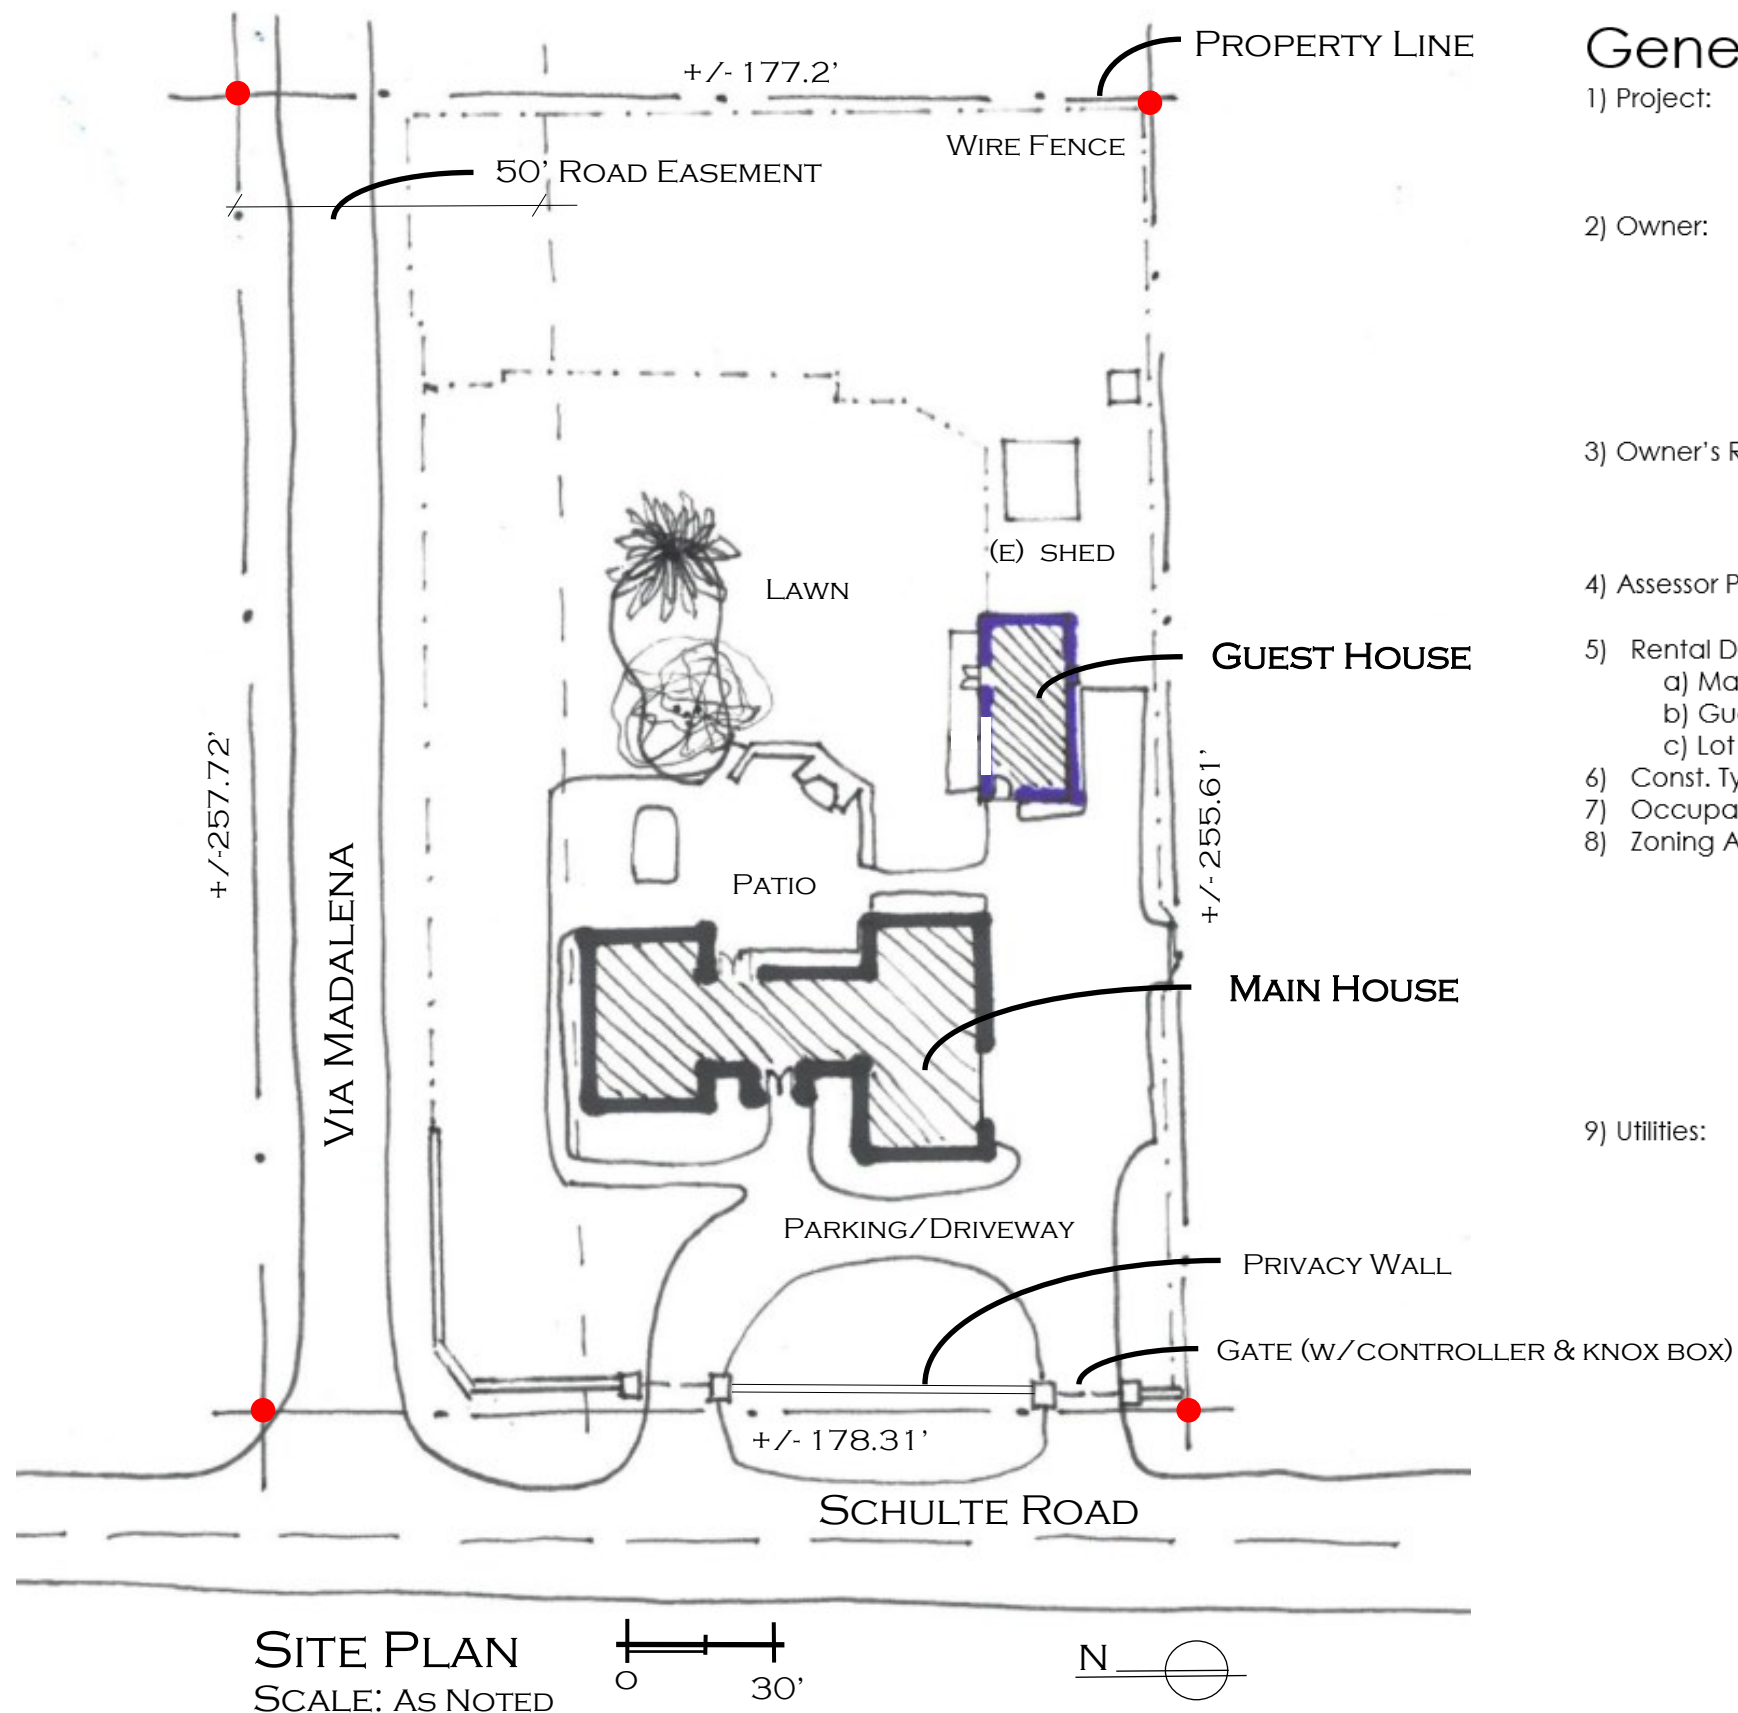 PROPERTY LINE
+/- 177.2'
WIRE FENCE
50' ROAD EASEMENT
(E) SHED
LAWN
GUEST HOUSE
+/-257.72'
+/- 255.61'
VIA MADALENA
PATIO
MAIN HOUSE
PARKING/DRIVEWAY
PRIVACY WALL
GATE (W/CONTROLLER & KNOX BOX)
+/- 178.31'
SCHULTE ROAD
SITE PLAN
SCALE: AS NOTED
0
30'
N
Gene
1) Project:
2) Owner:
3) Owner's R
4) Assessor P
5) Rental D
a) Ma
b) Gu
c) Lot
6) Const. Ty
7) Occupa
8) Zoning A
9) Utilities: